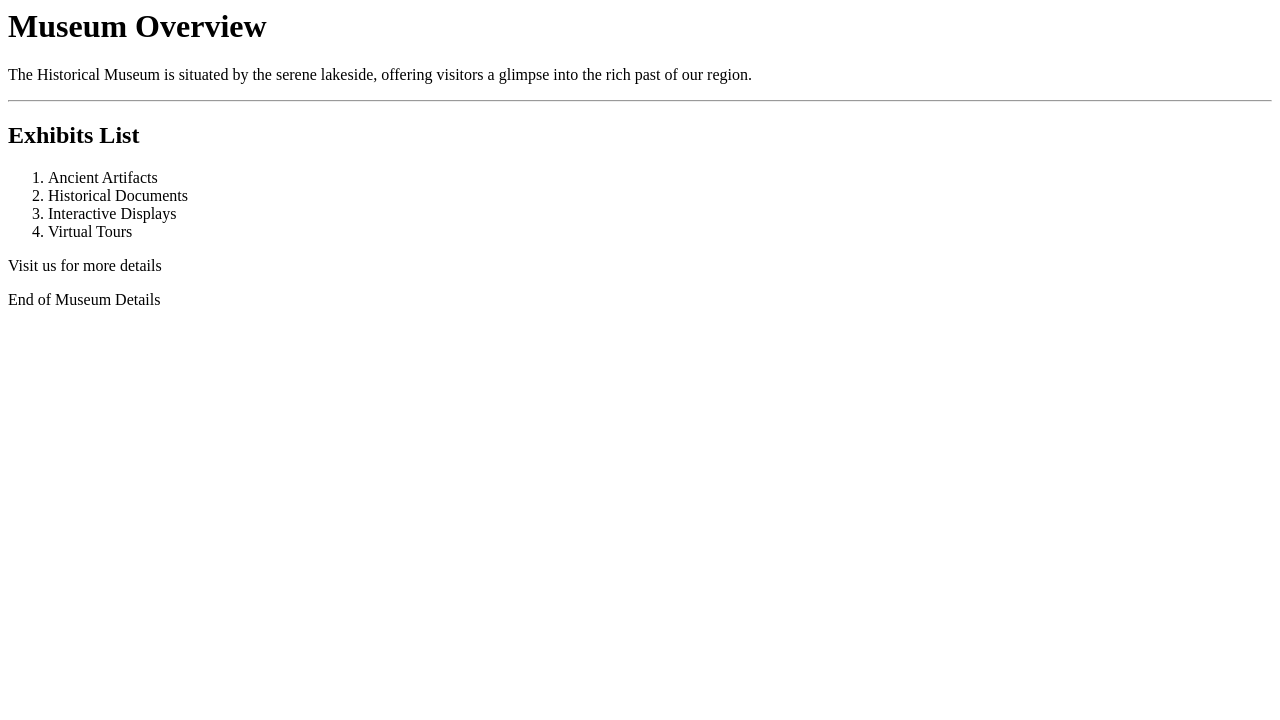 Museum Overview
The Historical Museum is situated by the serene lakeside, offering visitors a glimpse into the rich past of our region.
Exhibits List
1. Ancient Artifacts
2. Historical Documents
3. Interactive Displays
4. Virtual Tours
Visit us for more details
End of Museum Details